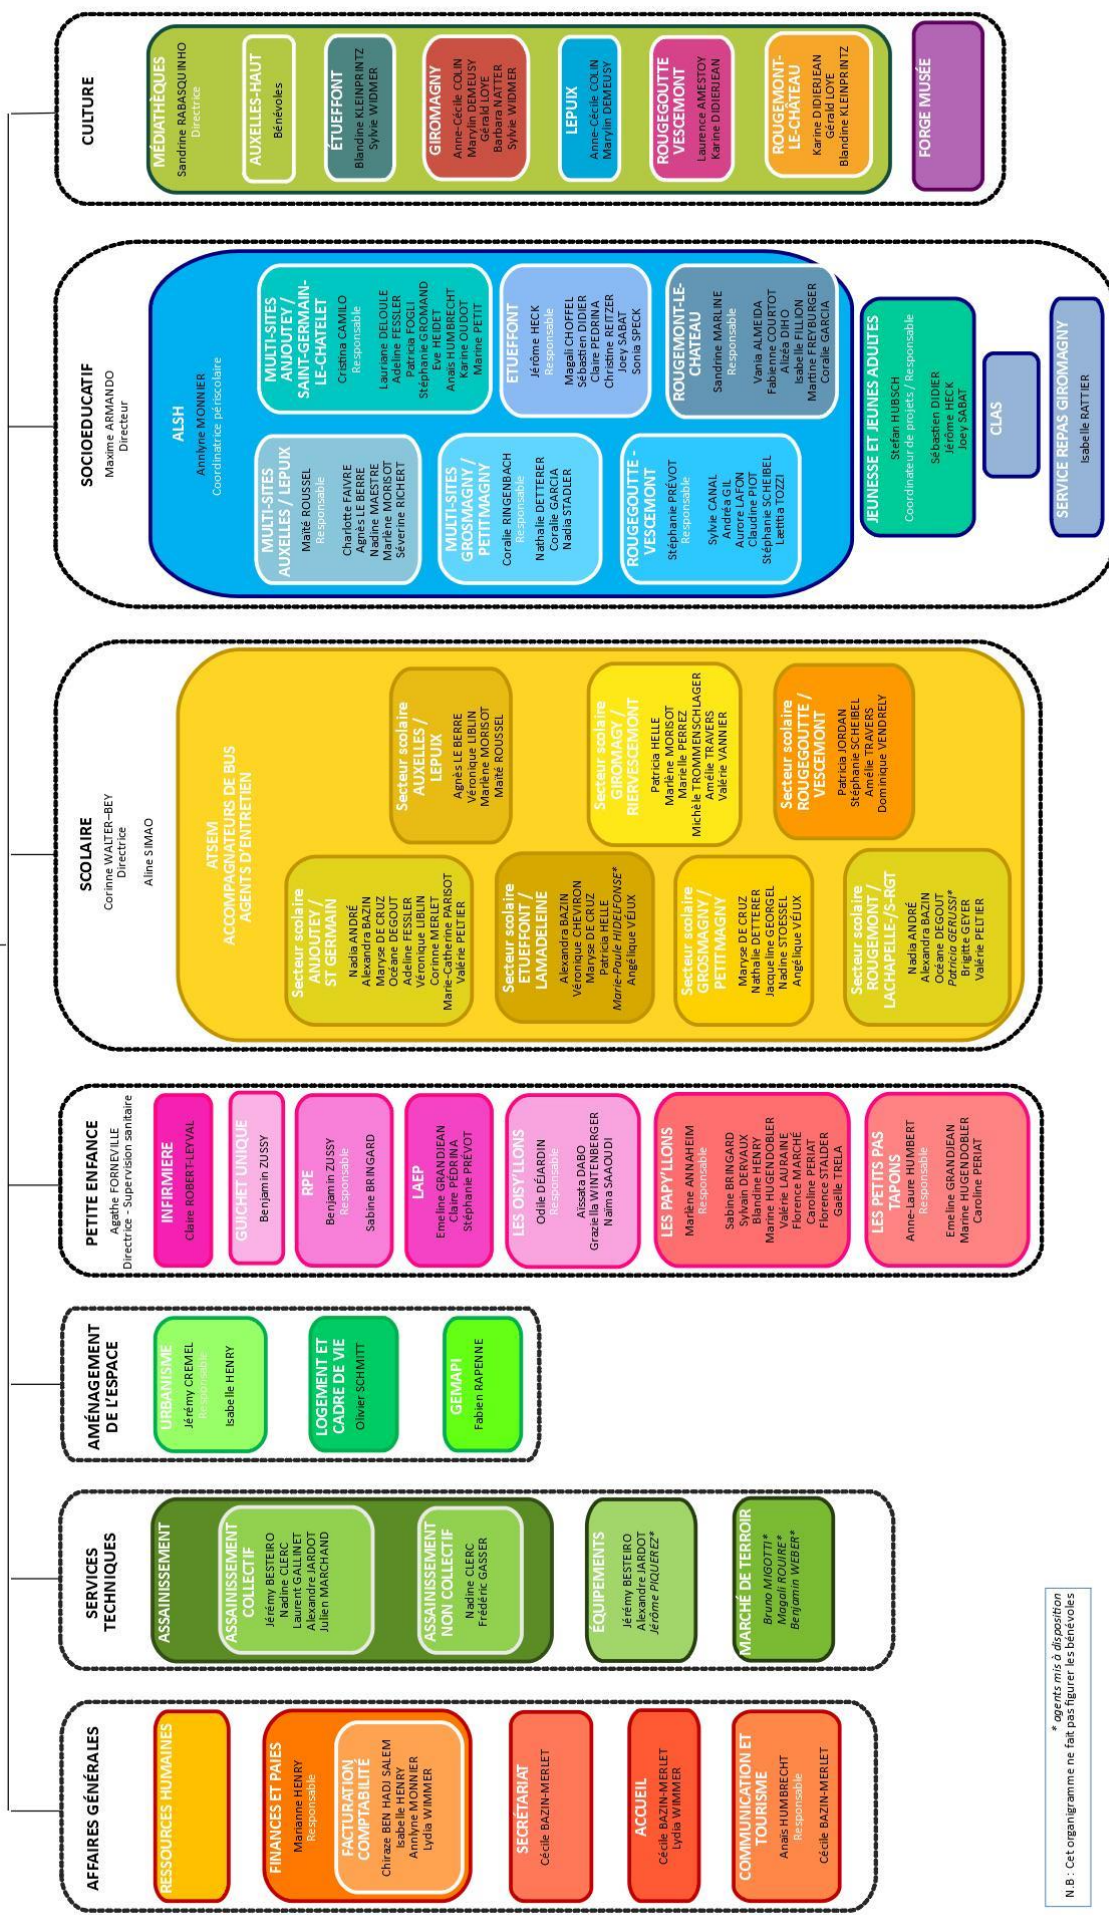 AFFAIRES GÉNÉRALES
RESSOURCES HUMAINES
FINANCES ET PAIES
Marianne HENRY
Responsable
FACTURATION
COMPTABILITÉ
Chiraze BEN HADJ SALEM
Isabelle HENRY
Annlyne MONNIER
Lydia WIMMER
SECRÉTARIAT
Cécile BAZIN-MERLET
ACCUEIL
Cécile BAZIN-MERLET
Lydia WIMMER
COMMUNICATION ET
TOURISME
Anaïs HUMBRECHT
Responsable
Cécile BAZIN-MERLET
SERVICES
TECHNIQUES
ASSAINISSEMENT
ASSAINISSEMENT
COLLECTIF
Jérémy BESTEIRO
Nadine CLERC
Laurent GALLINET
Alexandre JARDOT
Julien MARCHAND
ASSAINISSEMENT
NON COLLECTIF
Nadine CLERC
Frédéric GASSER
ÉQUIPEMENTS
Jérémy BESTEIRO
Alexandre JARDOT
Jérôme PIQUEREZ*
MARCHÉ DE TERROIR
Bruno MIGOTTI*
Magali ROUIRE*
Benjamin WEBER*
AMÉNAGEMENT
DE L'ESPACE
URBANISME
Jérémy CREMEL
Responsable
Isabelle HENRY
LOGEMENT ET
CADRE DE VIE
Olivier SCHMITT
GEMAPI
Fabien RAPENNE
PETITE ENFANCE
Agathe FORNEVILLE
Directrice - Supervision sanitaire
INFIRMIERE
Claire ROBERT-LEYVAL
GUICHET UNIQUE
Benjamin ZUSSY
RPE
Benjamin ZUSSY
Responsable
Sabine BRINGARD
LAEP
Emeline GRANDJEAN
Claire PÉDRINA
Stéphanie PRÉVOT
LES OISY'LLONS
Odile DÉJARDIN
Responsable
Aïssata DABO
Graziella WINTENBERGER
Naïma SAAOUDI
LES PAPY'LLONS
Marlène ANNAHEIM
Responsable
Sabine BRINGARD
Sylvain DERVAUX
Blandine HENRY
Marine HUGENDOBLER
Valérie LAURAINE
Florence MARCHÉ
Caroline PERIAT
Florence STALDER
Gaëlle TRELA
LES PETITS PAS
TAPONS
Anne-Laure HUMBERT
Responsable
Emeline GRANDJEAN
Marine HUGENDOBLER
Caroline PERIAT
SCOLAIRE
Corinne WALTER–BEY
Directrice
Aline SIMAO
ATSEM
ACCOMPAGNATEURS DE BUS
AGENTS D'ENTRETIEN
Secteur scolaire
ANJOUTEY /
ST GERMAIN
Nadia ANDRÉ
Alexandra BAZIN
Maryse DE CRUZ
Océane DEGOUT
Adeline FESSLER
Véronique LIBLIN
Corinne MERLET
Marie-Catherine PARISOT
Valérie PELTIER
Secteur scolaire
ETUEFFONT /
LAMADELEINE
Alexandra BAZIN
Véronique CHEVIRON
Maryse DE CRUZ
Patricia HELLE
Marie-Paule HIDELFONSE*
Angélique VÉJUX
Secteur scolaire
GROSMAGNY /
PETITMAGNY
Maryse DE CRUZ
Nathalie DETTERER
Jacqueline GEORGEL
Nadine STOESSEL
Angélique VÉJUX
Secteur scolaire
ROUGEMONT /
LACHAPELLE-/S-RGT
Nadia ANDRÉ
Alexandra BAZIN
Océane DEGOUT
Patricia GERUSSI*
Brigitte GEYER
Valérie PELTIER
Secteur scolaire
AUXELLES /
LEPUIX
Agnès LE BERRE
Véronique LIBLIN
Marlène MORISOT
Maïté ROUSSEL
Secteur scolaire
GIROMAGY /
RIERVESCEMONT
Patricia HELLE
Marlène MORISOT
Marielle PERREZ
Michèle TROMMENSCHLAGER
Amélie TRAVERS
Valérie VANNIER
Secteur scolaire
ROUGEGOUTTE /
VESCEMONT
Patricia JORDAN
Stéphanie SCHEIBEL
Amélie TRAVERS
Dominique VENDRELY
SOCIOEDUCATIF
Maxime ARMANDO
Directeur
ALSH
Annlyne MONNIER
Coordinatrice périscolaire
MULTI-SITES
AUXELLES / LEPUIX
Maïté ROUSSEL
Responsable
Charlotte FAIVRE
Agnès LE BERRE
Nadine MAESTRE
Marlène MORISOT
Séverine RICHERT
MULTI-SITES
GROSMAGNY /
PETITMAGNY
Coralie RINGENBACH
Responsable
Nathalie DETTERER
Coralie GARCIA
Nadia STADLER
ROUGEGOUTTE -
VESCEMONT
Stéphanie PRÉVOT
Responsable
Sylvie CANAL
Andréa GIL
Aurore LAFON
Claudine PIOT
Stéphanie SCHEIBEL
Lætitia TOZZI
MULTI-SITES
ANJOUTEY /
SAINT-GERMAIN-
LE-CHATELET
Cristina CAMILO
Responsable
Lauriane DELOULE
Adeline FESSLER
Patricia FOGLI
Stéphanie GROMAND
Eve HEIDET
Anaïs HUMBRECHT
Karine OUDOT
Marine PETIT
ETUEFFONT
Jérôme HECK
Responsable
Magali CHOFFEL
Sébastien DIDIER
Claire PEDRINA
Christine REITZER
Joey SABAT
Sonia SPECK
ROUGEMONT-LE-
CHATEAU
Sandrine MARLINE
Responsable
Vania ALMEIDA
Fabienne COURTOT
Alizéa DIHO
Isabelle FILLION
Martine FREYBURGER
Coralie GARCIA
JEUNESSE ET JEUNES ADULTES
Stefan HUBSCH
Coordinateur de projets / Responsable
Sébastien DIDIER
Jérôme HECK
Joey SABAT
CLAS
SERVICE REPAS GIROMAGNY
Isabelle RATTIER
CULTURE
MÉDIATHÈQUES
Sandrine RABASQUINHO
Directrice
AUXELLES-HAUT
Bénévoles
ÉTUEFFONT
Blandine KLEINPRINTZ
Sylvie WIDMER
GIROMAGNY
Anne-Cécile COLIN
Marylin DEMEUSY
Gérald LOYE
Barbara NATTER
Sylvie WIDMER
LEPUIX
Anne-Cécile COLIN
Marylin DEMEUSY
ROUGEGOUTTE
VESCEMONT
Laurence AMESTOY
Karine DIDIERJEAN
ROUGEMONT-
LE-CHÂTEAU
Karine DIDIERJEAN
Gérald LOYE
Blandine KLEINPRINTZ
FORGE MUSÉE
* agents mis à disposition
N.B : Cet organigramme ne fait pas figurer les bénévoles